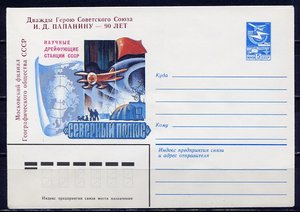 Дважды Герою Советского Союза
И. Д. ПАПАНИНУ — 90 ЛЕТ
Московский филиал
Географического общества СССР
НАУЧНЫЕ
ДРЕЙФУЮЩИЕ
СТАНЦИИ СССР
«СЕВЕРНЫЙ ПОЛЮС»
Куда
Кому
Индекс предприятия связи
и адрес отправителя
Индекс предприятия связи места назначения